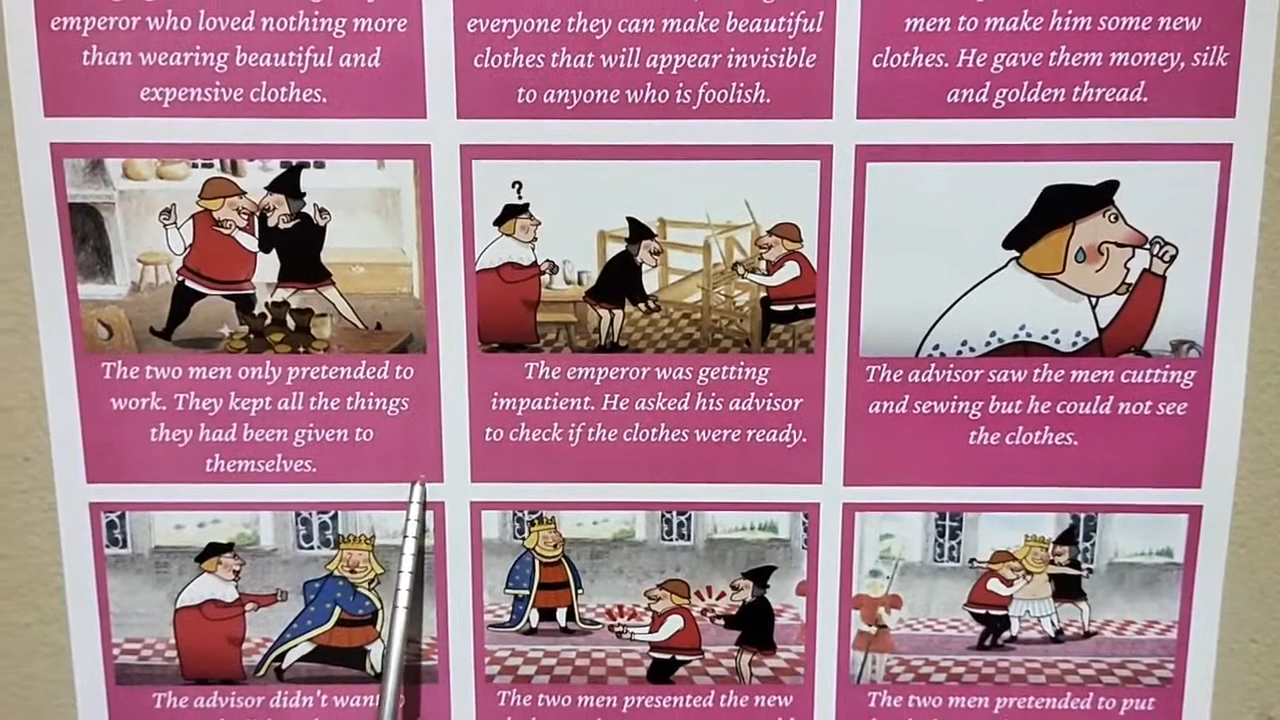 emperor who loved nothing more
than wearing beautiful and
expensive clothes.
everyone they can make beautiful
clothes that will appear invisible
to anyone who is foolish.
men to make him some new
clothes. He gave them money, silk
and golden thread.
?
The two men only pretended to
work. They kept all the things
they had been given to
themselves.
The emperor was getting
impatient. He asked his advisor
to check if the clothes were ready.
The advisor saw the men cutting
and sewing but he could not see
the clothes.
The advisor didn't want
The two men presented the new
The two men pretended to put